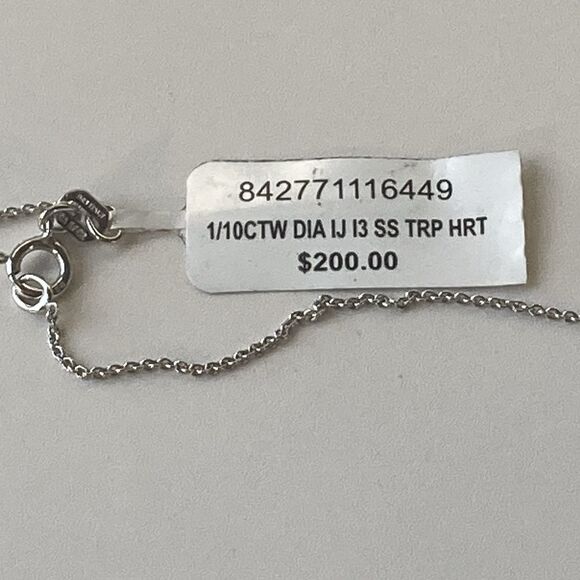 842771116449
1/10CTW DIA IJ I3 SS TRP HRT
$200.00